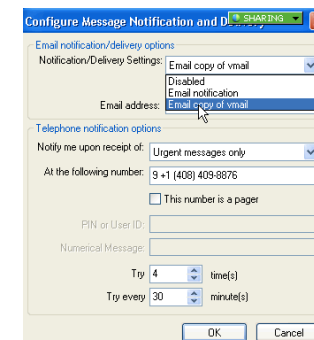 Configure Message Notification and D
SHARING
Email notification/delivery options
Notification/Delivery Settings: Email copy of vmail
Disabled
Email notification
Email address: Email copy of vmail
Telephone notification options
Notify me upon receipt of: Urgent messages only
At the following number: 9 +1 (408) 409-8876
This number is a pager
PIN or User ID:
Numerical Message:
Try 4 time(s)
Try every 30 minute(s)
OK Cancel